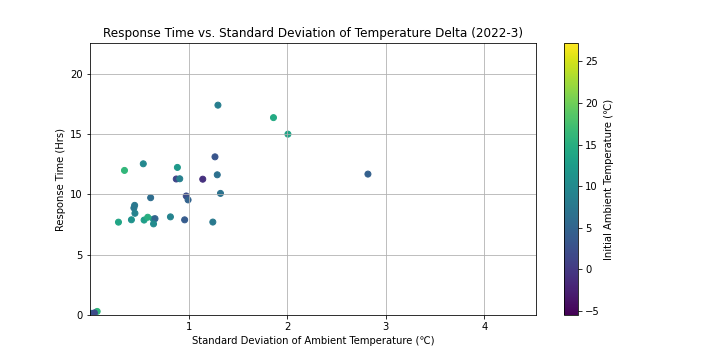 Response Time vs. Standard Deviation of Temperature Delta (2022-3)
Response Time (Hrs)
20
15
10
5
0
1 2 3 4
Standard Deviation of Ambient Temperature (℃)
25
20
15
10
5
0
−5
Initial Ambient Temperature (℃)